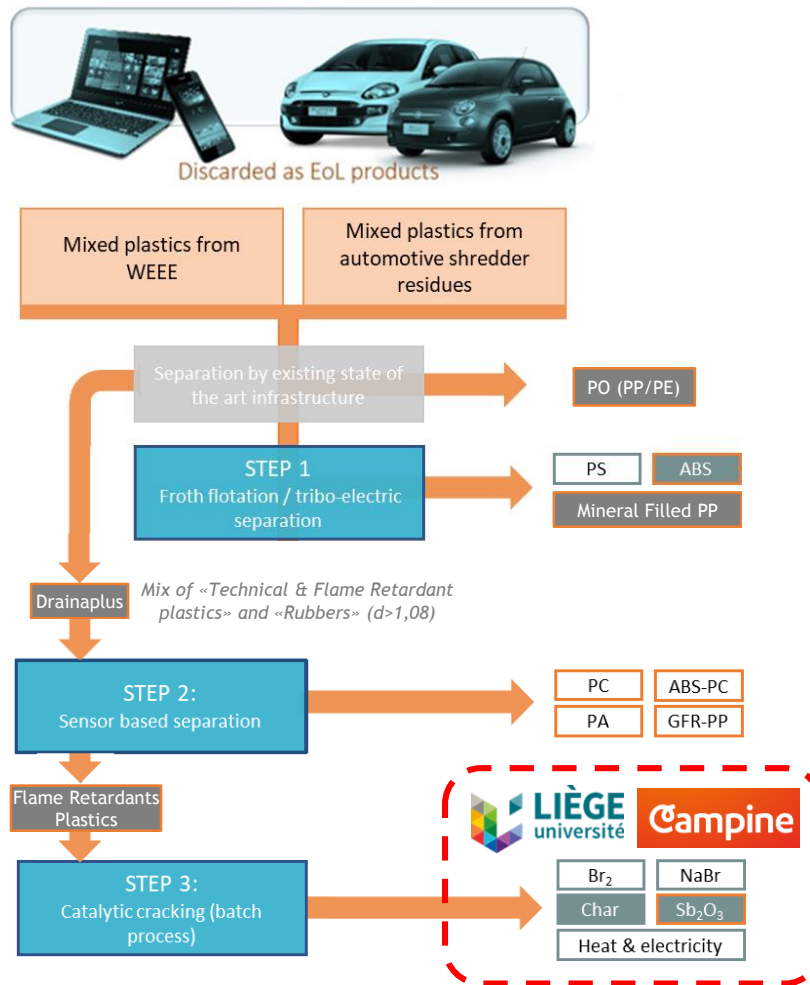 Discarded as EoL products
Mixed plastics from
WEEE
Mixed plastics from
automotive shredder
residues
Separation by existing state of
the art infrastructure
PO (PP/PE)
STEP 1
Froth flotation / tribo-electric
separation
PS
ABS
Mineral Filled PP
Drainaplus
Mix of «Technical & Flame Retardant
plastics» and «Rubbers» (d>1,08)
STEP 2:
Sensor based separation
PC
ABS-PC
PA
GFR-PP
Flame Retardants
Plastics
LIÈGE
université
Campine
STEP 3:
Catalytic cracking (batch
process)
Br₂
NaBr
Char
Sb₂O₃
Heat & electricity